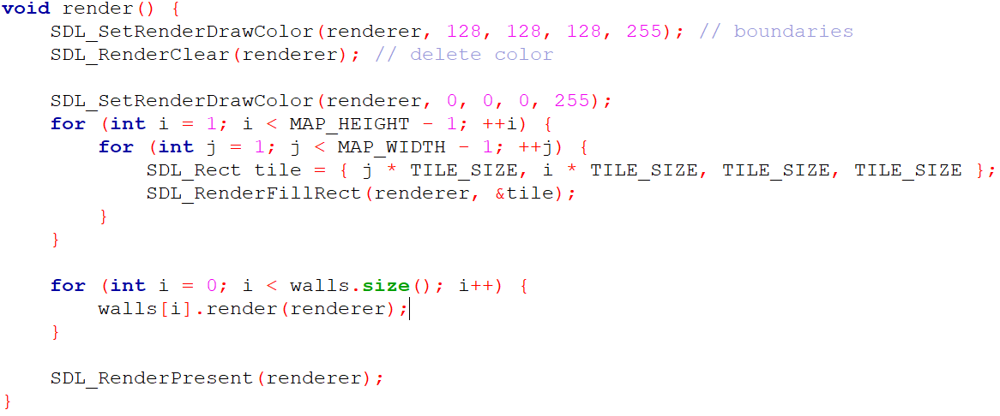 void render() {
    SDL_SetRenderDrawColor(renderer, 128, 128, 128, 255); // boundaries
    SDL_RenderClear(renderer); // delete color

    SDL_SetRenderDrawColor(renderer, 0, 0, 0, 255);
    for (int i = 1; i < MAP_HEIGHT - 1; ++i) {
        for (int j = 1; j < MAP_WIDTH - 1; ++j) {
            SDL_Rect tile = { j * TILE_SIZE, i * TILE_SIZE, TILE_SIZE, TILE_SIZE };
            SDL_RenderFillRect(renderer, &tile);
        }
    }

    for (int i = 0; i < walls.size(); i++) {
        walls[i].render(renderer);
    }

    SDL_RenderPresent(renderer);
}